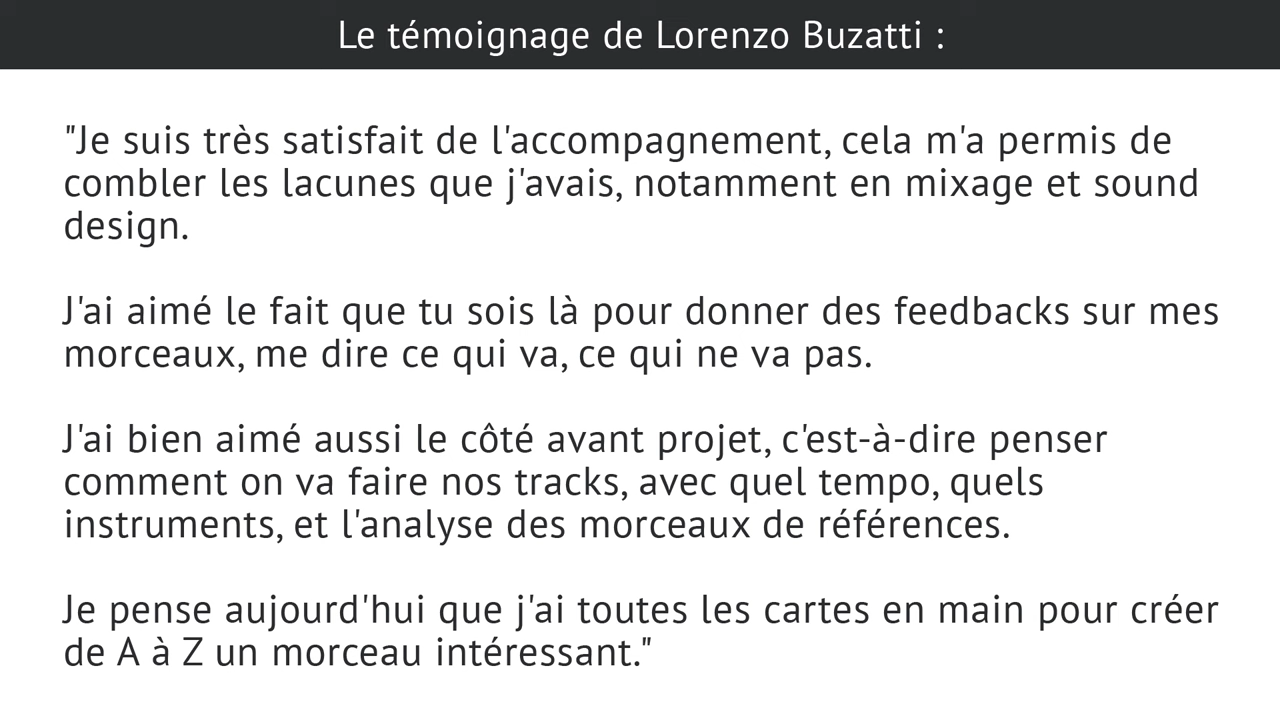 Le témoignage de Lorenzo Buzatti :
"Je suis très satisfait de l'accompagnement, cela m'a permis de
combler les lacunes que j'avais, notamment en mixage et sound
design.
J'ai aimé le fait que tu sois là pour donner des feedbacks sur mes
morceaux, me dire ce qui va, ce qui ne va pas.
J'ai bien aimé aussi le côté avant projet, c'est-à-dire penser
comment on va faire nos tracks, avec quel tempo, quels
instruments, et l'analyse des morceaux de références.
Je pense aujourd'hui que j'ai toutes les cartes en main pour créer
de A à Z un morceau intéressant."